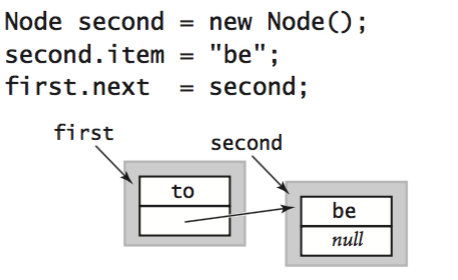 Node second = new Node();
second.item = "be";
first.next  = second;
first
second
to
be
null